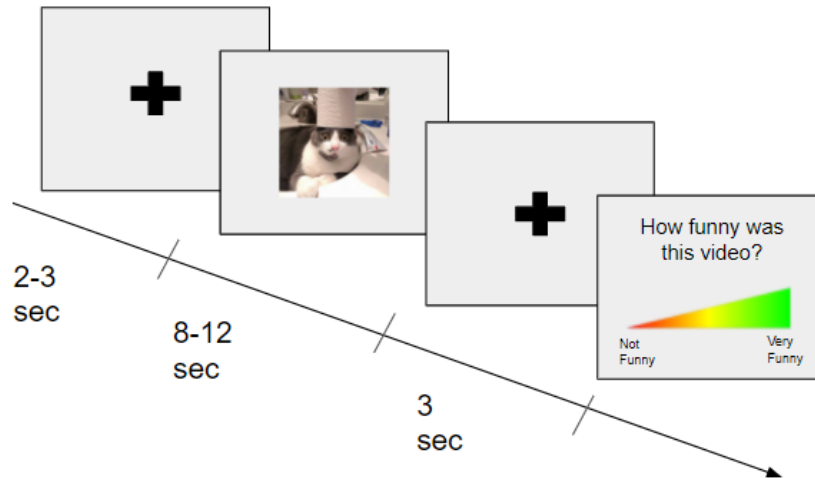 How funny was
this video?
Not
Funny
Very
Funny
2-3
sec
8-12
sec
3
sec